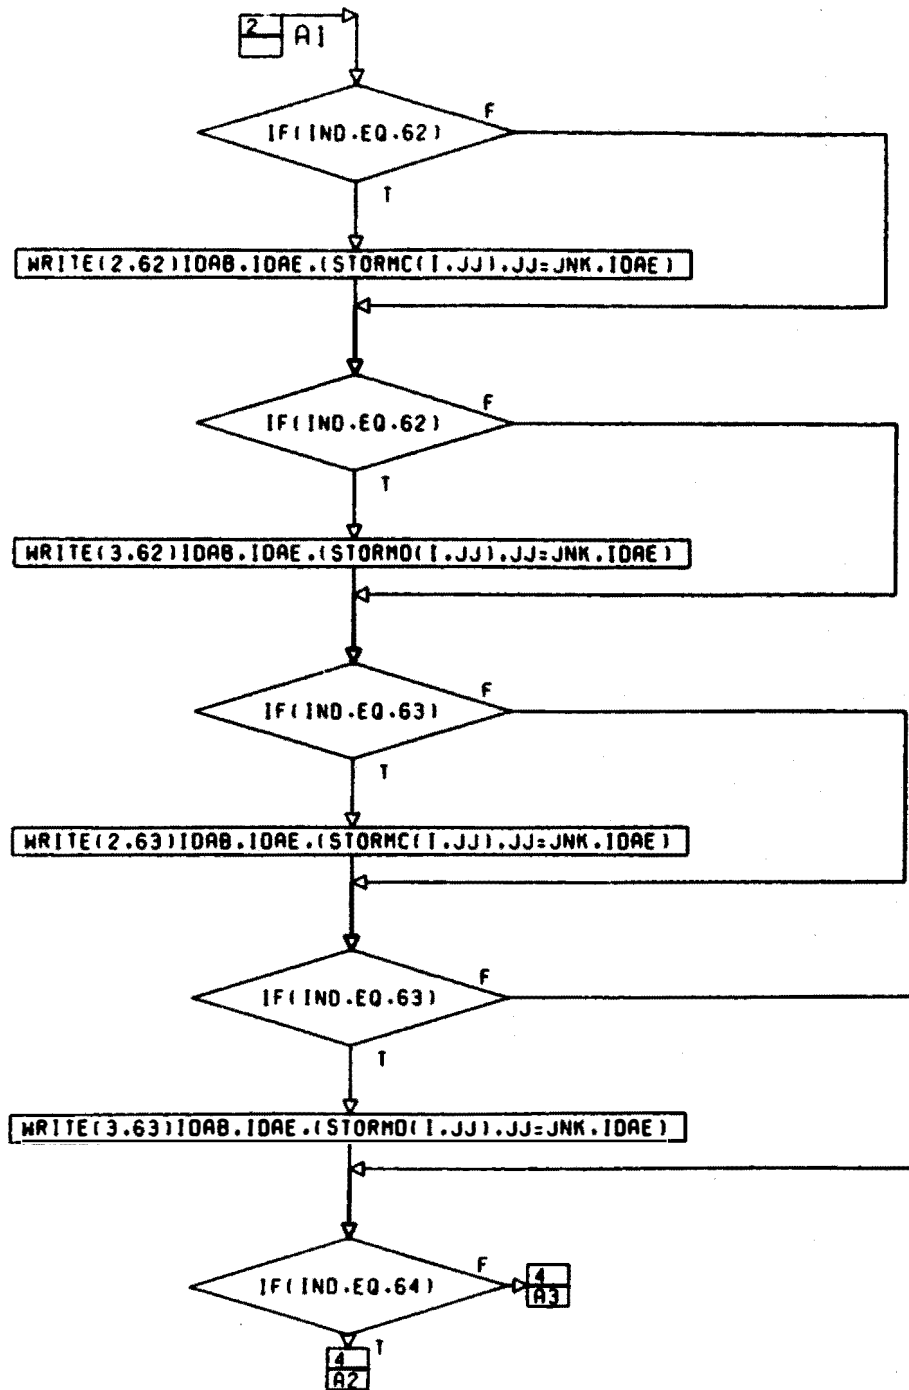 2 A1
IF(IND.EQ.62) F
T
WRITE(2.62)IDAB.IDAE.(STORMC(I.JJ).JJ=JNK.IDAE)
IF(IND.EQ.62) F
T
WRITE(3.62)IDAB.IDAE.(STORMD(I.JJ).JJ=JNK.IDAE)
IF(IND.EQ.63) F
T
WRITE(2.63)IDAB.IDAE.(STORMC(I.JJ).JJ=JNK.IDAE)
IF(IND.EQ.63) F
T
WRITE(3.63)IDAB.IDAE.(STORMD(I.JJ).JJ=JNK.IDAE)
IF(IND.EQ.64) F
4
A3
T
4
A2